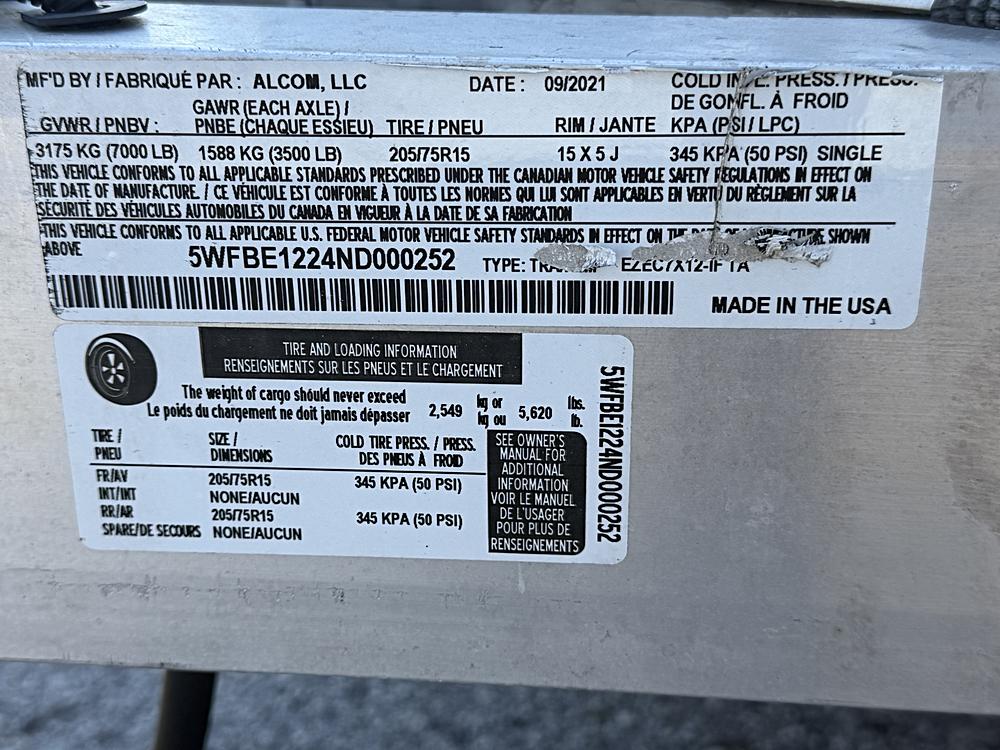 MF'D BY / FABRIQUÉ PAR : ALCOM, LLC DATE : 09/2021 COLD INFL. PRESS. / PRESS.
DE GONFL. À FROID
GAWR (EACH AXLE) /
GVWR / PNBV : PNBE (CHAQUE ESSIEU) TIRE / PNEU RIM / JANTE KPA (PSI / LPC)
3175 KG (7000 LB) 1588 KG (3500 LB) 205/75R15 15 X 5 J 345 KPA (50 PSI) SINGLE
THIS VEHICLE CONFORMS TO ALL APPLICABLE STANDARDS PRESCRIBED UNDER THE CANADIAN MOTOR VEHICLE SAFETY REGULATIONS IN EFFECT ON
THE DATE OF MANUFACTURE. / CE VÉHICULE EST CONFORME À TOUTES LES NORMES QUI LUI SONT APPLICABLES EN VERTU DU RÈGLEMENT SUR LA
SÉCURITÉ DES VÉHICULES AUTOMOBILES DU CANADA EN VIGUEUR À LA DATE DE SA FABRICATION
THIS VEHICLE CONFORMS TO ALL APPLICABLE U.S. FEDERAL MOTOR VEHICLE SAFETY STANDARDS IN EFFECT ON THE DATE OF MANUFACTURE SHOWN
ABOVE
5WFBE1224ND000252 TYPE: EZEC7X12-IF TA
MADE IN THE USA
TIRE AND LOADING INFORMATION
RENSEIGNEMENTS SUR LES PNEUS ET LE CHARGEMENT
The weight of cargo should never exceed
Le poids du chargement ne doit jamais dépasser
2,549 kg or kg ou 5,620 lbs. lb.
TIRE / PNEU
SIZE / DIMENSIONS
COLD TIRE PRESS. / PRESS. DES PNEUS À FROID
FR/AV 205/75R15 345 KPA (50 PSI)
INT/INT NONE/AUCUN
RR/AR 205/75R15 345 KPA (50 PSI)
SPARE/DE SECOURS NONE/AUCUN
SEE OWNER'S
MANUAL FOR
ADDITIONAL
INFORMATION
VOIR LE MANUEL
DE L'USAGER
POUR PLUS DE
RENSEIGNEMENTS
5WFBE1224ND000252